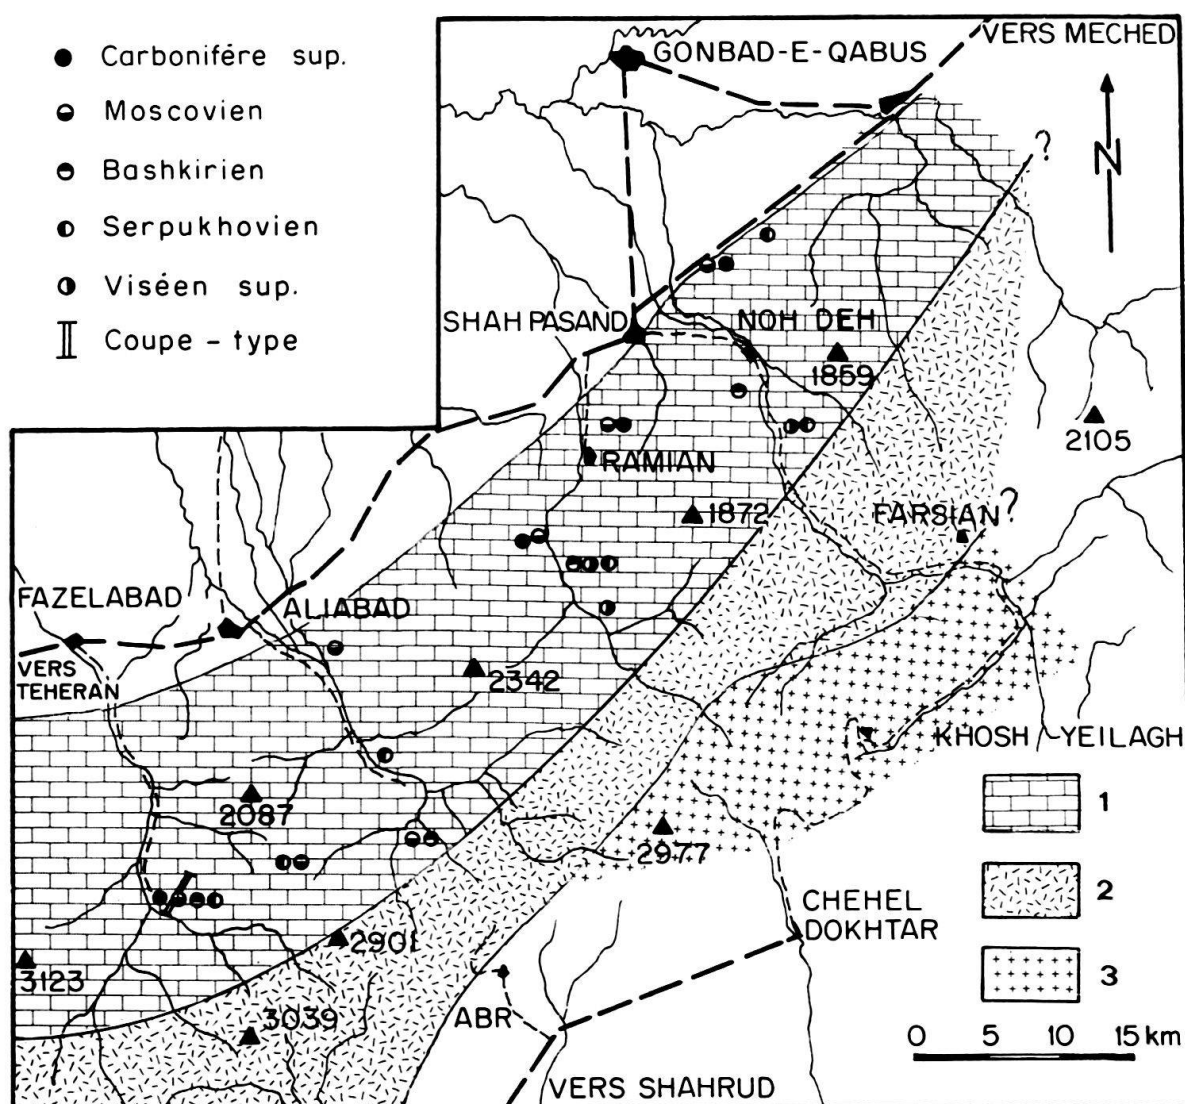 Carbonifére sup.
Moscovien
Bashkirien
Serpukhovien
Viséen sup.
Coupe - type
GONBAD-E-QABUS
VERS MECHED
?
N
SHAH PASAND
NOH DEH
1859
2105
RAMIAN
1872
FARSIAN ?
FAZELABAD
ALIABAD
VERS
TEHERAN
2342
KHOSH-YEILAGH
2087
1
2977
2
CHEHEL
DOKHTAR
2901
3123
3
3039
ABR
0 5 10 15 km
VERS SHAHRUD